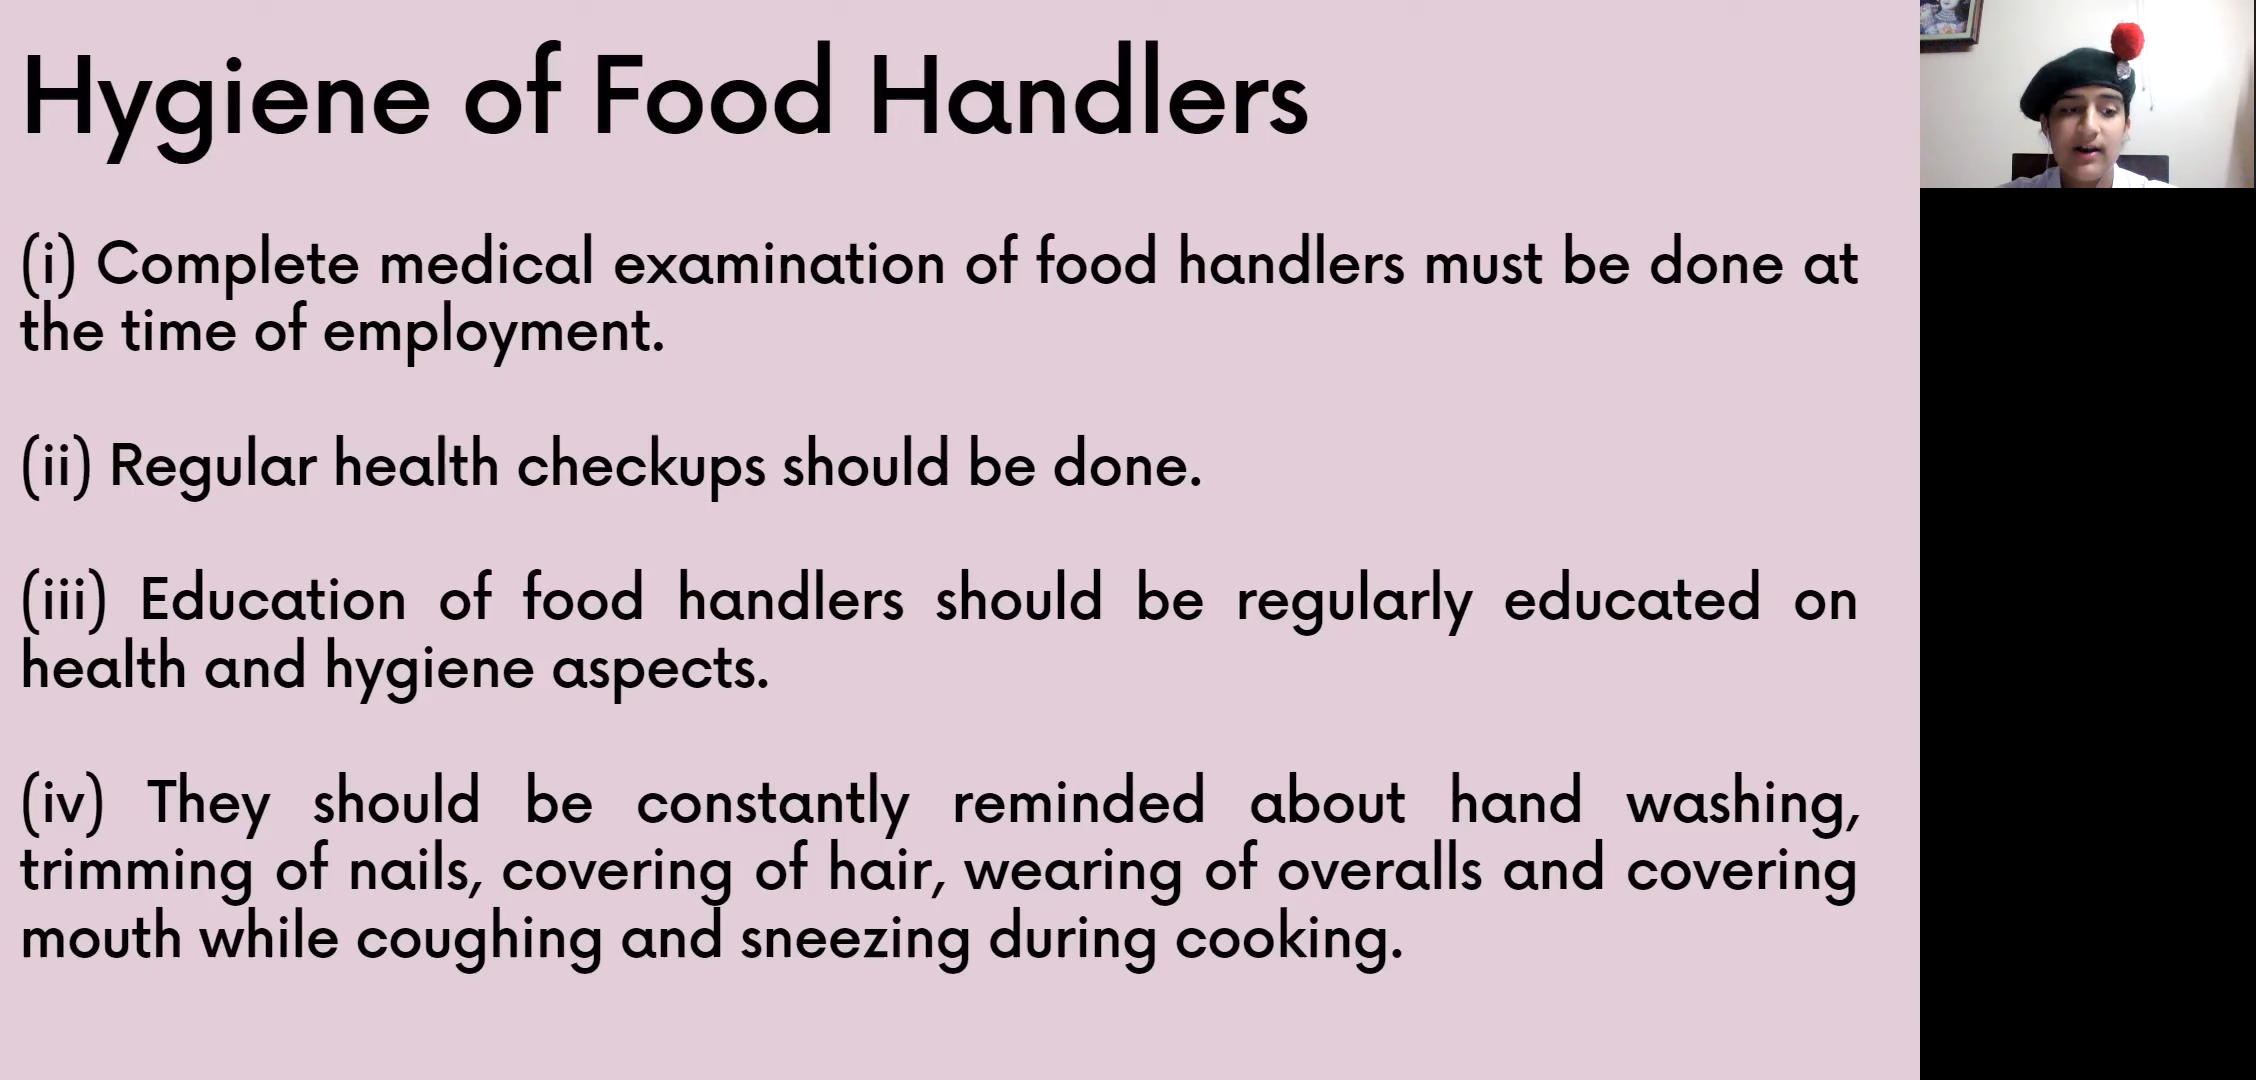 Hygiene of Food Handlers
(i) Complete medical examination of food handlers must be done at
the time of employment.
(ii) Regular health checkups should be done.
(iii) Education of food handlers should be regularly educated on
health and hygiene aspects.
(iv) They should be constantly reminded about hand washing,
trimming of nails, covering of hair, wearing of overalls and covering
mouth while coughing and sneezing during cooking.